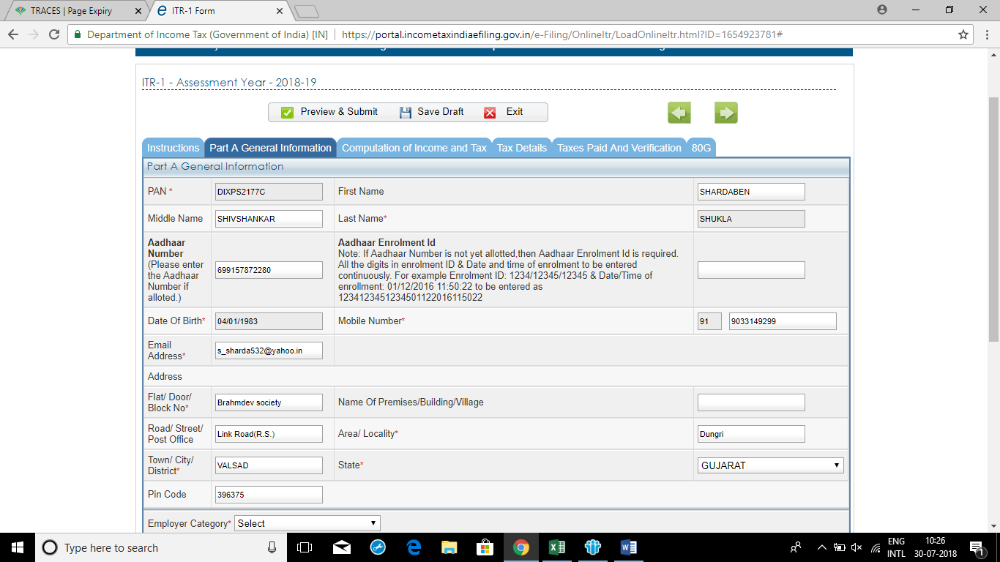 TRACES | Page Expiry
ITR-1 Form
Department of Income Tax (Government of India) [IN] https://portal.incometaxindiaefiling.gov.in/e-Filing/OnlineItr/LoadOnlineItr.html?ID=1654923781#
ITR-1 - Assessment Year - 2018-19
Preview & Submit Save Draft Exit
Instructions Part A General Information Computation of Income and Tax Tax Details Taxes Paid And Verification 80G
Part A General Information
PAN * DIXPS2177C First Name SHARDABEN
Middle Name SHIVSHANKAR Last Name* SHUKLA
Aadhaar
Number
(Please enter
the Aadhaar
Number if
alloted.)
699157872280
Aadhaar Enrolment Id
Note: If Aadhaar Number is not yet allotted,then Aadhaar Enrolment Id is required.
All the digits in enrolment ID & Date and time of enrolment to be entered
continuously. For example Enrolment ID: 1234/12345/12345 & Date/Time of
enrollment: 01/12/2016 11:50:22 to be entered as
1234123451234501122016115022
Date Of Birth* 04/01/1983 Mobile Number* 91 9033149299
Email
Address*
s_sharda532@yahoo.in
Address
Flat/ Door/
Block No*
Brahmdev society
Name Of Premises/Building/Village
Road/ Street/
Post Office
Link Road(R.S.)
Area/ Locality*
Dungri
Town/ City/
District*
VALSAD
State*
GUJARAT
Pin Code 396375
Employer Category* Select
Type here to search
ENG
INTL
10:26
30-07-2018
1